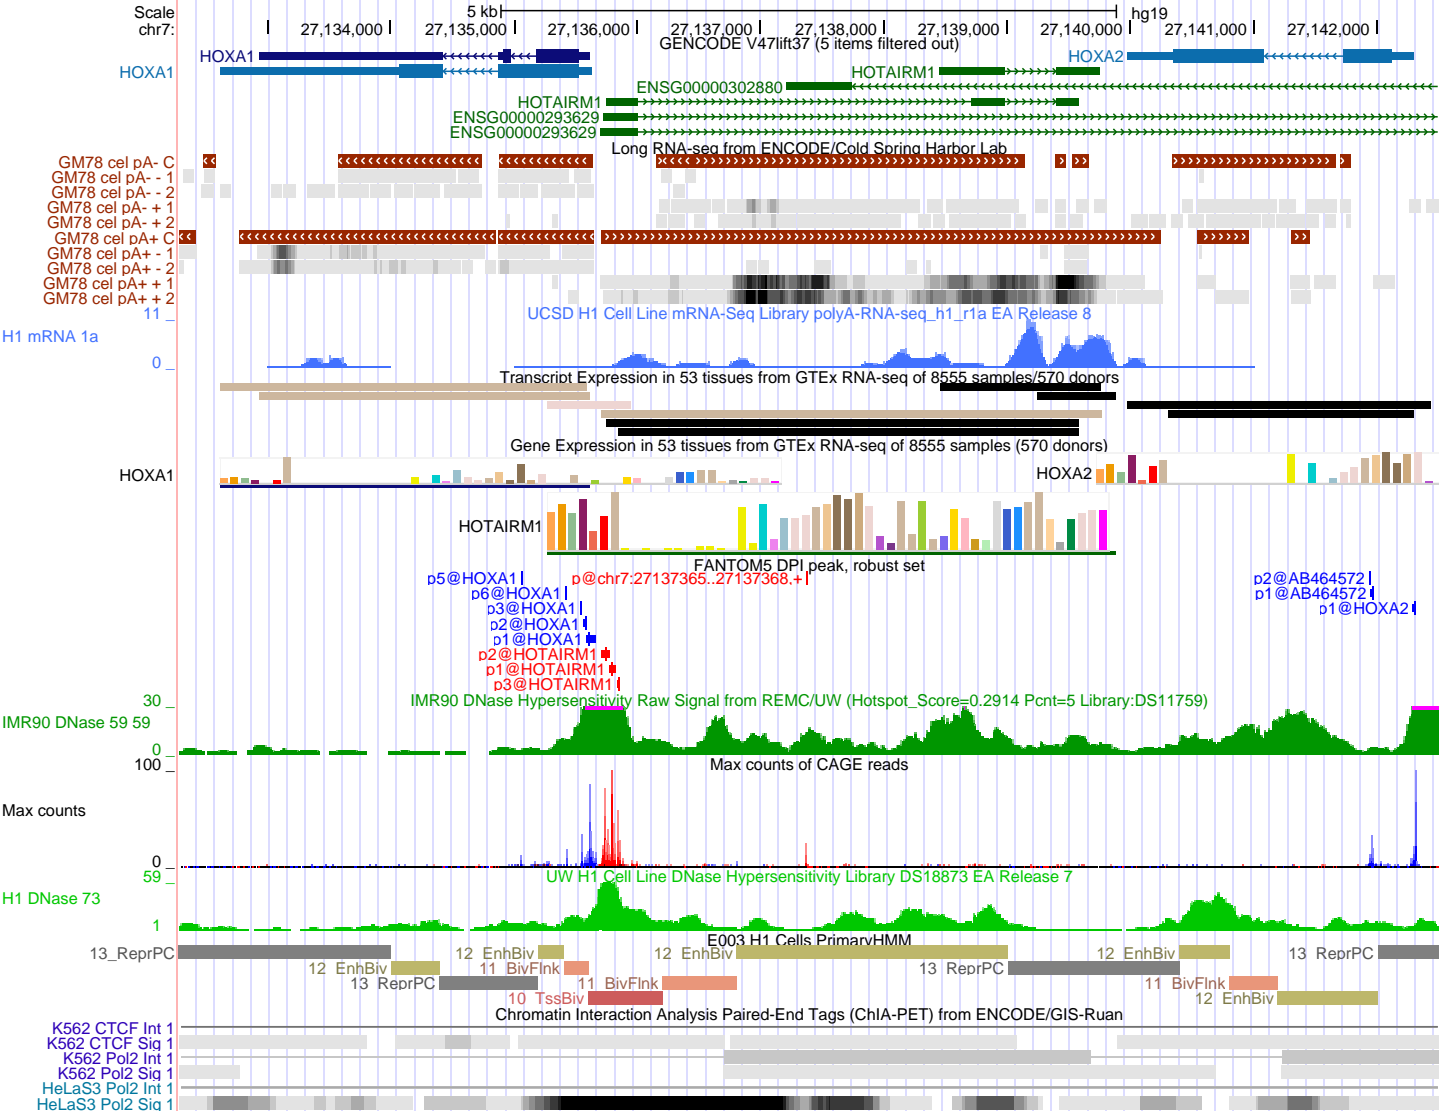 Scale 5 kb hg19
chr7: 27,134,000 27,135,000 27,136,000 27,137,000 27,138,000 27,139,000 27,140,000 27,141,000 27,142,000
GENCODE V47lift37 (5 items filtered out)
HOXA1 HOXA2
HOXA1 HOTAIRM1
ENSG00000302880
HOTAIRM1
ENSG00000293629
ENSG00000293629
Long RNA-seq from ENCODE/Cold Spring Harbor Lab
GM78 cel pA- C
GM78 cel pA- - 1
GM78 cel pA- - 2
GM78 cel pA- + 1
GM78 cel pA- + 2
GM78 cel pA+ C
GM78 cel pA+ - 1
GM78 cel pA+ - 2
GM78 cel pA+ + 1
GM78 cel pA+ + 2
11 _ UCSD H1 Cell Line mRNA-Seq Library polyA-RNA-seq_h1_r1a EA Release 8
H1 mRNA 1a
0 _
Transcript Expression in 53 tissues from GTEx RNA-seq of 8555 samples/570 donors
Gene Expression in 53 tissues from GTEx RNA-seq of 8555 samples (570 donors)
HOXA1 HOXA2
HOTAIRM1
FANTOM5 DPI peak, robust set
p5@HOXA1 p@chr7:27137365..27137368,+ p2@AB464572
p6@HOXA1 p1@AB464572
p3@HOXA1 p1@HOXA2
p2@HOXA1
p1@HOXA1
p2@HOTAIRM1
p1@HOTAIRM1
p3@HOTAIRM1
30 _ IMR90 DNase Hypersensitivity Raw Signal from REMC/UW (Hotspot_Score=0.2914 Pcnt=5 Library:DS11759)
IMR90 DNase 59 59
0 _
100 _ Max counts of CAGE reads
Max counts
0 _
59 _ UW H1 Cell Line DNase Hypersensitivity Library DS18873 EA Release 7
H1 DNase 73
1 _
E003 H1 Cells PrimaryHMM
13_ReprPC 12_EnhBiv 12_EnhBiv 12_EnhBiv 13_ReprPC
12_EnhBiv 11_BivFlnk 13_ReprPC
13_ReprPC 11_BivFlnk 11_BivFlnk
10_TssBiv 12_EnhBiv
Chromatin Interaction Analysis Paired-End Tags (ChIA-PET) from ENCODE/GIS-Ruan
K562 CTCF Int 1
K562 CTCF Sig 1
K562 Pol2 Int 1
K562 Pol2 Sig 1
HeLaS3 Pol2 Int 1
HeLaS3 Pol2 Sig 1